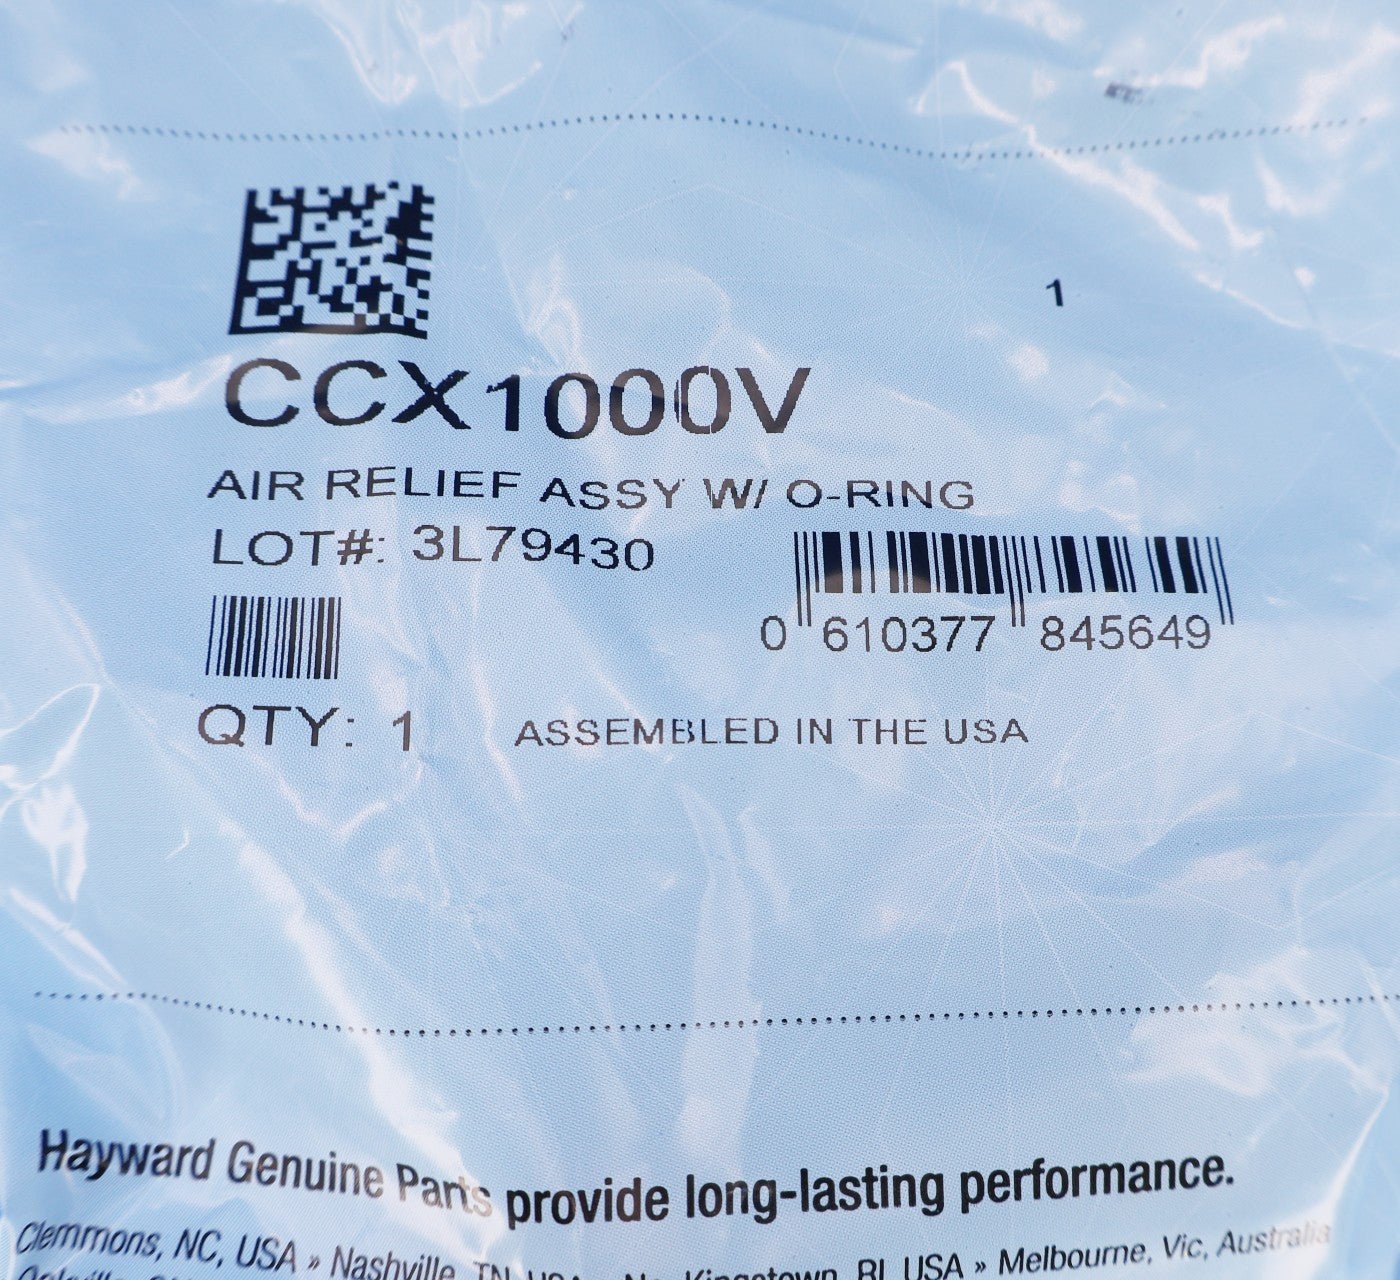 1
CCX1000V
AIR RELIEF ASSY W/ O-RING
LOT#: 3L79430
0 610377 845649
QTY: 1 ASSEMBLED IN THE USA
Hayward Genuine Parts provide long-lasting performance.
Clemmons, NC, USA » Nashville, TN, USA » Kingstown, RI, USA » Melbourne, Vic, Australia